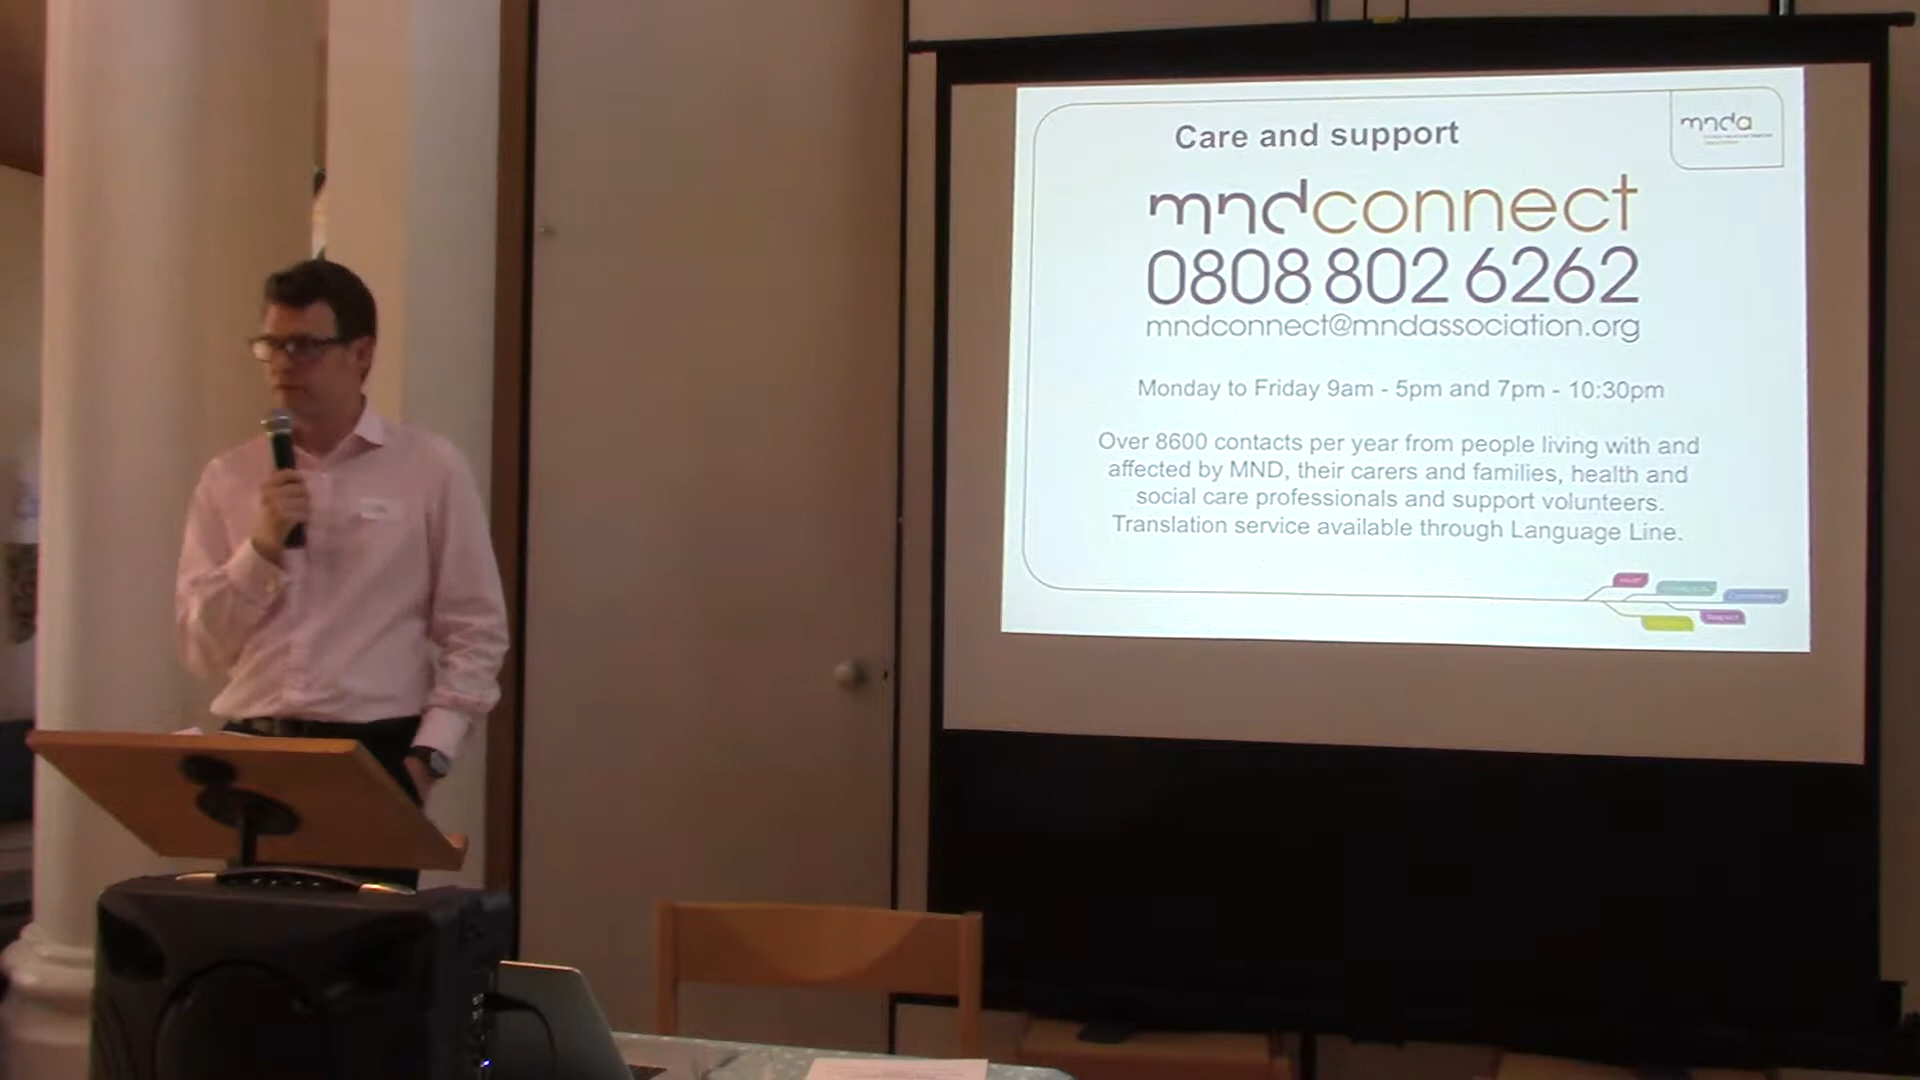 Care and support
mnda
mndconnect
0808 802 6262
mndconnect@mndassociation.org
Monday to Friday 9am - 5pm and 7pm - 10:30pm
Over 8600 contacts per year from people living with and
affected by MND, their carers and families, health and
social care professionals and support volunteers.
Translation service available through Language Line.